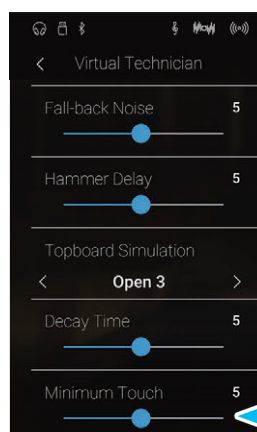 Virtual Technician
Fall-back Noise 5
Hammer Delay 5
Topboard Simulation
Open 3
Decay Time 5
Minimum Touch 5